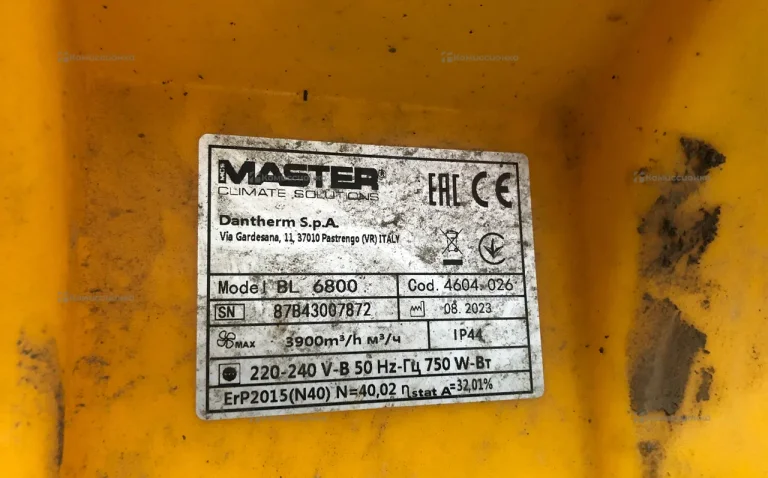 MCS MASTER®
CLIMATE SOLUTIONS
EAC CE
Dantherm S.p.A.
Via Gardesana, 11, 37010 Pastrengo (VR) ITALY
Model BL 6800
Cod. 4604.026
SN 87B43007872
08.2023
MAX 3900m³/h м³/ч
IP44
220-240 V-В 50 Hz-Гц 750 W-Вт
ErP2015(N40) N=40,02 ηstat A=32,01%